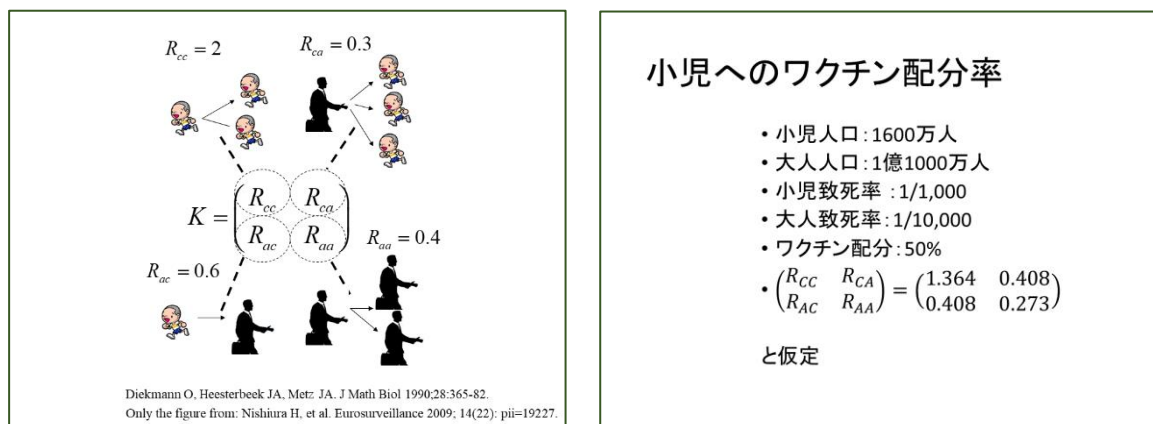 R_cc = 2
R_ca = 0.3
K = (R_cc R_ca
R_ac R_aa)
R_aa = 0.4
R_ac = 0.6
Diekmann O, Heesterbeek JA, Metz JA. J Math Biol 1990;28:365-82.
Only the figure from: Nishiura H, et al. Eurosurveillance 2009; 14(22): pii=19227.
小児へのワクチン配分率
• 小児人口：1600万人
• 大人人口：1億1000万人
• 小児致死率：1/1,000
• 大人致死率：1/10,000
• ワクチン配分：50%
• (R_CC R_CA
R_AC R_AA) = (1.364 0.408
0.408 0.273)
と仮定